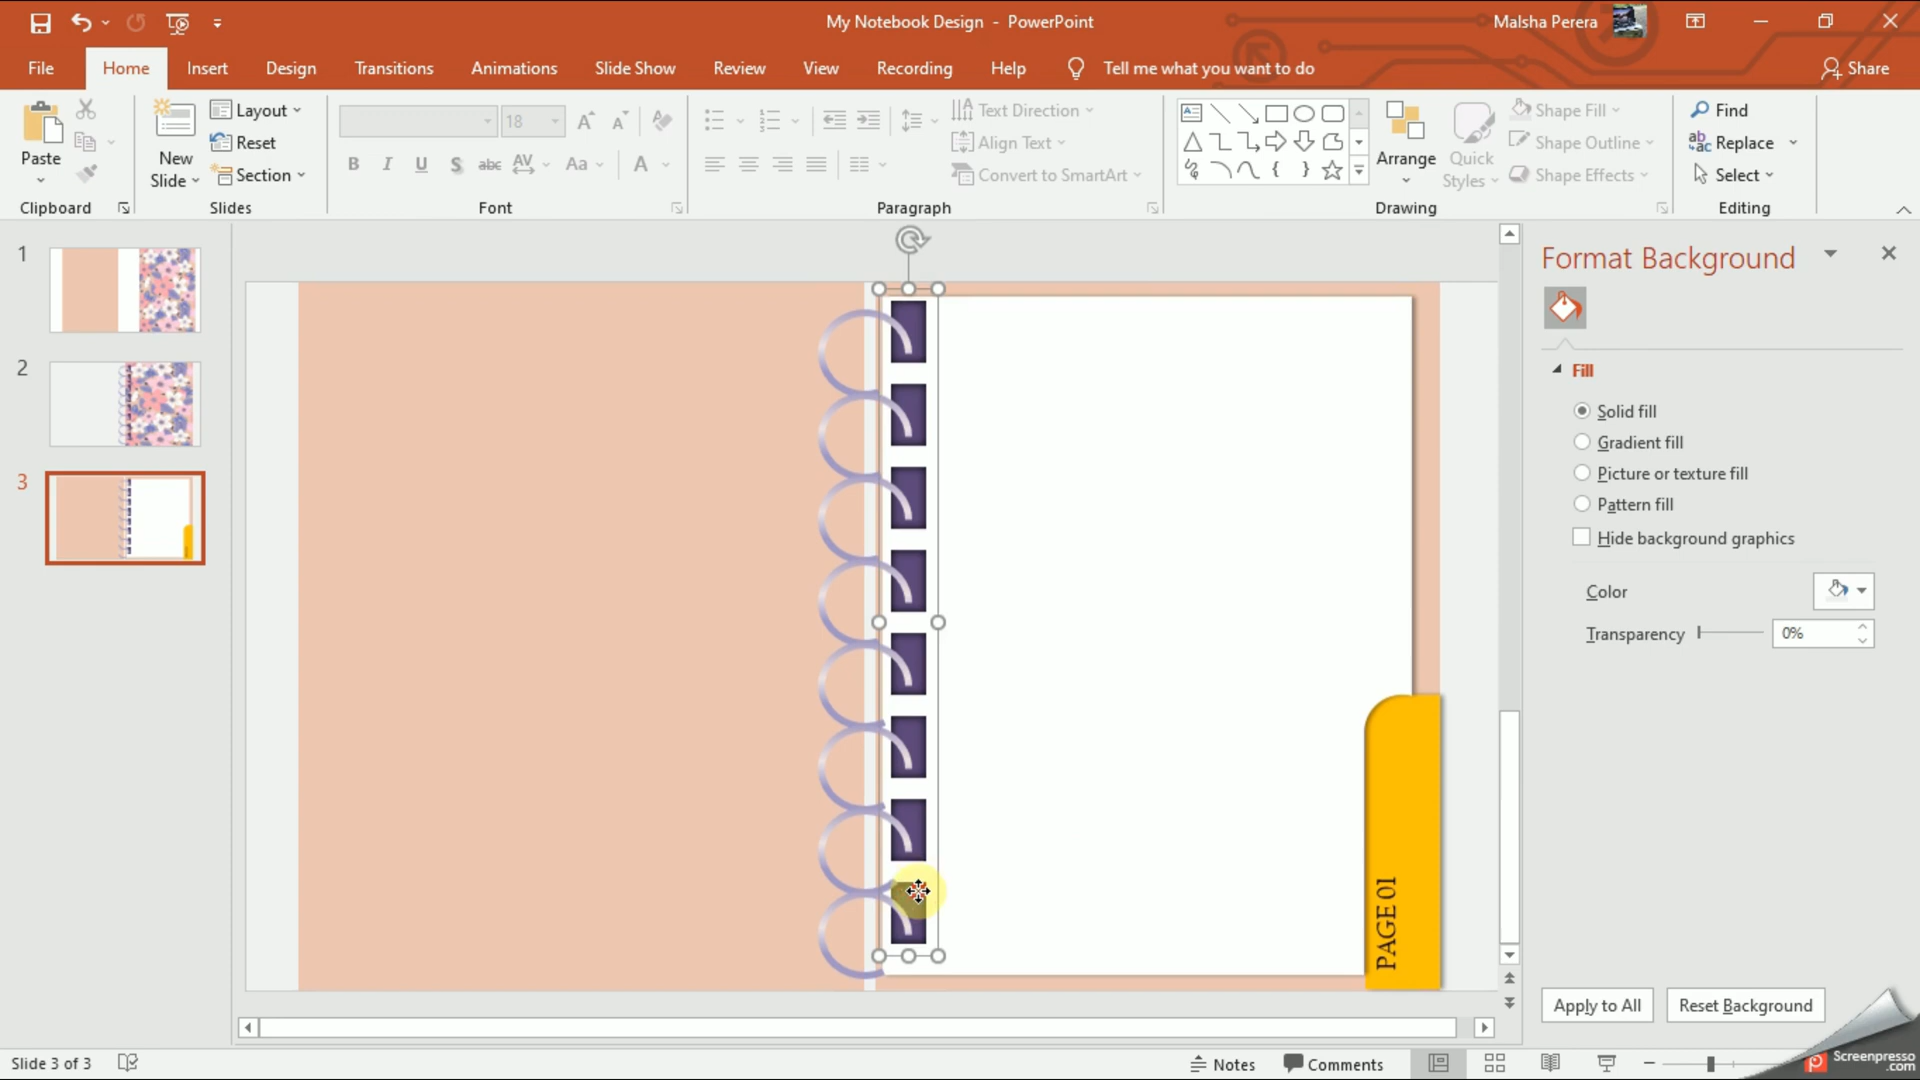 My Notebook Design - PowerPoint
Malsha Perera
File Home Insert Design Transitions Animations Slide Show Review View Recording Help Tell me what you want to do Share
Paste
Clipboard
New Slide
Layout
Reset
Section
Slides
18
B I U S abc AV Aa A
Font
Text Direction
Align Text
Convert to SmartArt
Paragraph
Arrange
Quick Styles
Shape Fill
Shape Outline
Shape Effects
Drawing
Find
Replace
Select
Editing
1
2
3
PAGE 01
Format Background
Fill
Solid fill
Gradient fill
Picture or texture fill
Pattern fill
Hide background graphics
Color
Transparency 0%
Apply to All Reset Background
Slide 3 of 3
Notes Comments
Screenpresso
.com